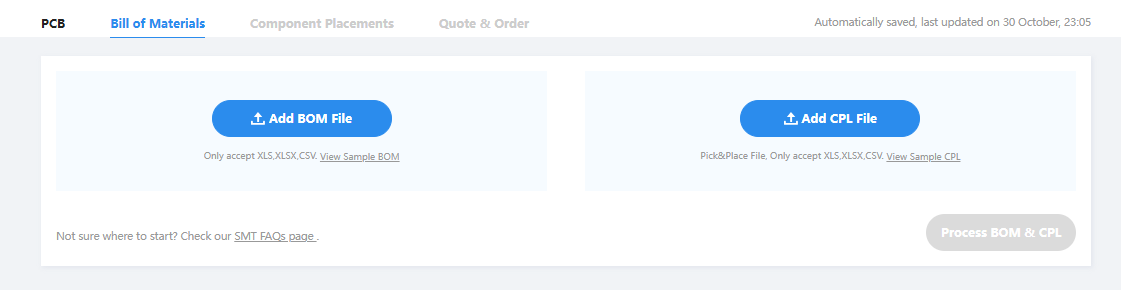 PCB Bill of Materials Component Placements Quote & Order Automatically saved, last updated on 30 October, 23:05
Add BOM File Add CPL File
Only accept XLS,XLSX,CSV. View Sample BOM Pick&Place File, Only accept XLS,XLSX,CSV. View Sample CPL
Not sure where to start? Check our SMT FAQs page . Process BOM & CPL